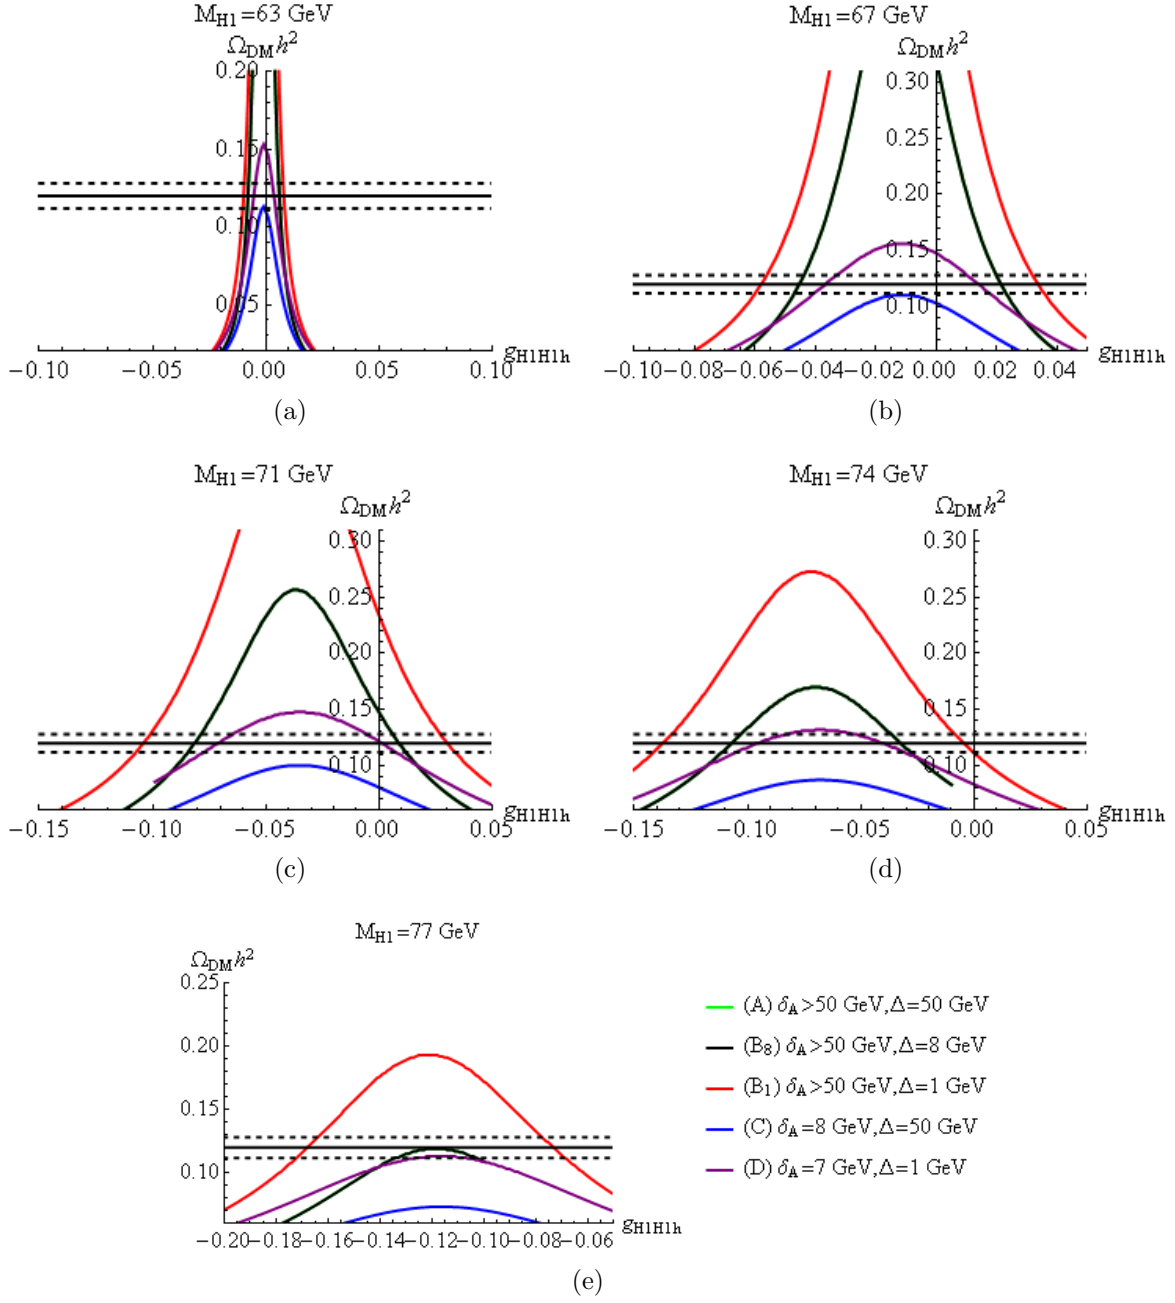 M_H1=63 GeV
Ω_DM h²
0.20
0.15
0.10
0.05
−0.10 −0.05 0.00 0.05 0.10
g_H1H1h
(a)
M_H1=67 GeV
Ω_DM h²
0.30
0.25
0.20
0.15
0.10
−0.10 −0.08 −0.06 −0.04 −0.02 0.00 0.02 0.04
g_H1H1h
(b)
M_H1=71 GeV
Ω_DM h²
0.30
0.25
0.20
0.15
0.10
−0.15 −0.10 −0.05 0.00 0.05
g_H1H1h
(c)
M_H1=74 GeV
Ω_DM h²
0.30
0.25
0.20
0.15
0.10
−0.15 −0.10 −0.05 0.00 0.05
g_H1H1h
(d)
M_H1=77 GeV
Ω_DM h²
0.25
0.20
0.15
0.10
−0.20 −0.18 −0.16 −0.14 −0.12 −0.10 −0.08 −0.06
g_H1H1h
(A) δ_A>50 GeV,Δ=50 GeV
(B₈) δ_A>50 GeV,Δ=8 GeV
(B₁) δ_A>50 GeV,Δ=1 GeV
(C) δ_A=8 GeV,Δ=50 GeV
(D) δ_A=7 GeV,Δ=1 GeV
(e)